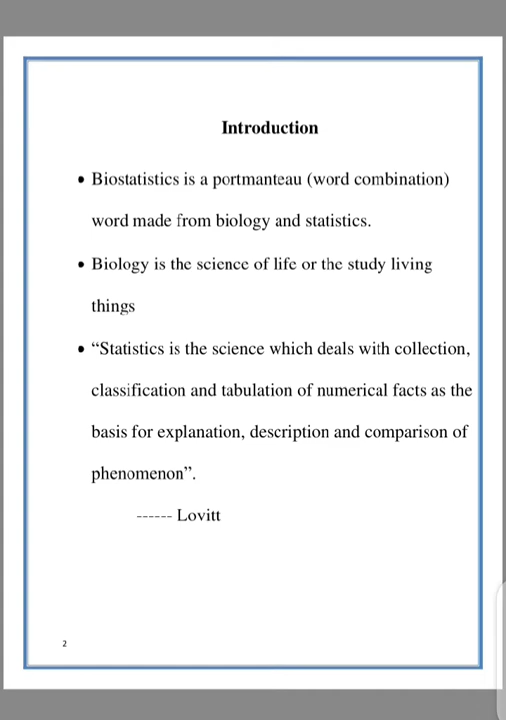 Introduction
• Biostatistics is a portmanteau (word combination)
word made from biology and statistics.
• Biology is the science of life or the study living
things
• “Statistics is the science which deals with collection,
classification and tabulation of numerical facts as the
basis for explanation, description and comparison of
phenomenon”.
------ Lovitt
2